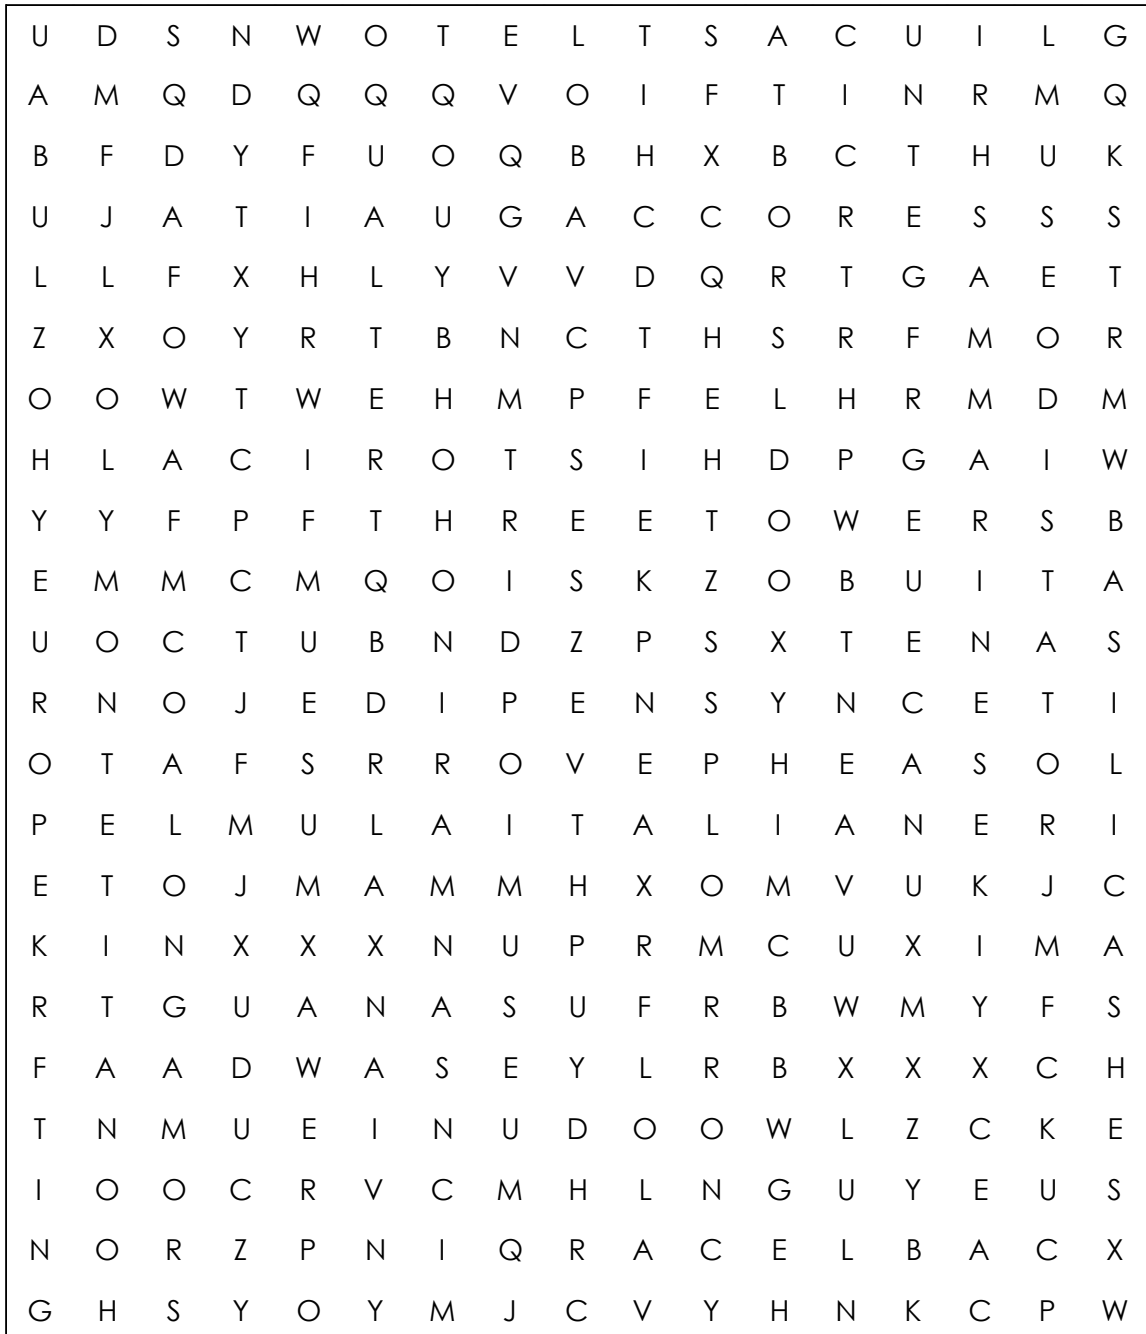 U D S N W O T E L T S A C U I L G
A M Q D Q Q Q V O I F T I N R M Q
B F D Y F U O Q B H X B C T H U K
U J A T I A U G A C C O R E S S S
L L F X H L Y V V D Q R T G A E T
Z X O Y R T B N C T H S R F M O R
O O W T W E H M P F E L H R M D M
H L A C I R O T S I H D P G A I W
Y Y F P F T H R E E T O W E R S B
E M M C M Q O I S K Z O B U I T A
U O C T U B N D Z P S X T E N A S
R N O J E D I P E N S Y N C E T I
O T A F S R R O V E P H E A S O L
P E L M U L A I T A L I A N E R I
E T O J M A M M H X O M V U K J C
K I N X X X N U P R M C U X I M A
R T G U A N A S U F R B W M Y F S
F A A D W A S E Y L R B X X X C H
T N M U E I N U D O O W L Z C K E
I O O C R V C M H L N G U Y E U S
N O R Z P N I Q R A C E L B A C X
G H S Y O Y M J C V Y H N K C P W